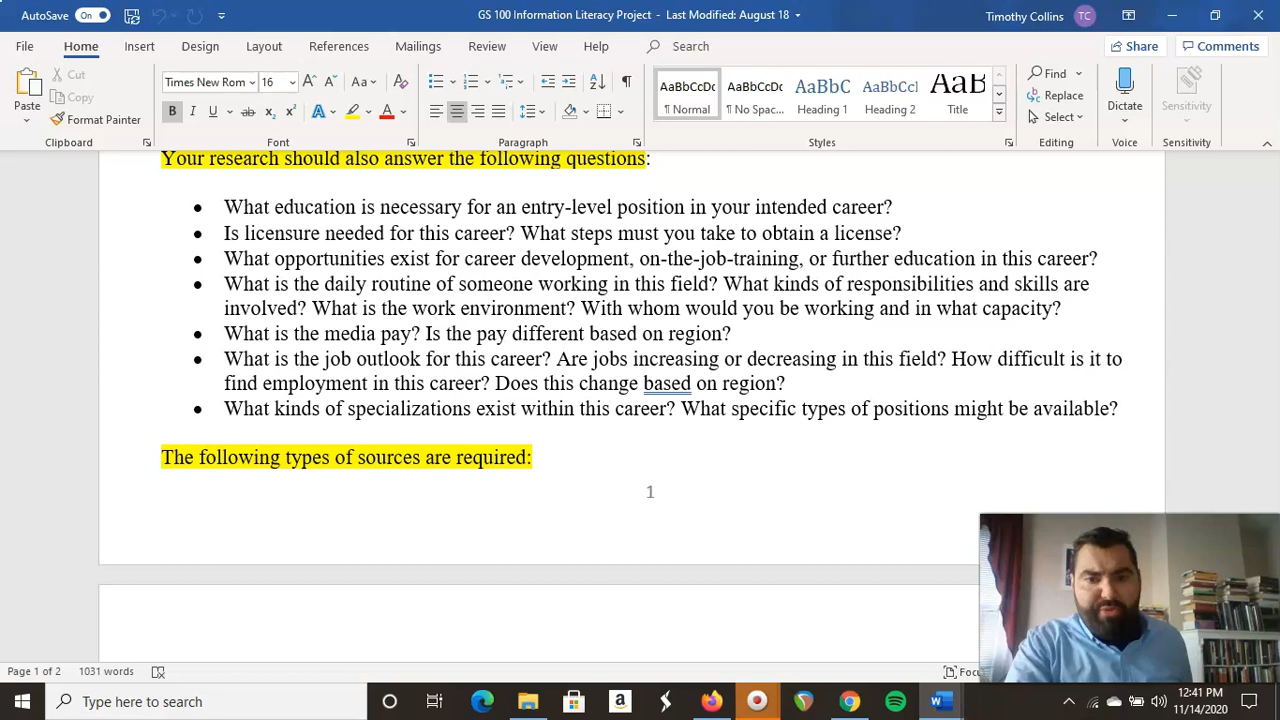 AutoSave On GS 100 Information Literacy Project - Last Modified: August 18 Timothy Collins TC
File Home Insert Design Layout References Mailings Review View Help Search Share Comments
Paste
Cut
Copy
Format Painter
Clipboard
Times New Rom 16 Aa
B I U ab x₂ x² A A
Font
Paragraph
AaBbCcDc AaBbCcDc AaBbC AaBbCcI AaB
¶ Normal ¶ No Spac... Heading 1 Heading 2 Title
Styles
Find
Replace
Select
Editing
Dictate
Voice
Sensitivity
Sensitivity
Your research should also answer the following questions:
• What education is necessary for an entry-level position in your intended career?
• Is licensure needed for this career? What steps must you take to obtain a license?
• What opportunities exist for career development, on-the-job-training, or further education in this career?
• What is the daily routine of someone working in this field? What kinds of responsibilities and skills are
involved? What is the work environment? With whom would you be working and in what capacity?
• What is the media pay? Is the pay different based on region?
• What is the job outlook for this career? Are jobs increasing or decreasing in this field? How difficult is it to
find employment in this career? Does this change based on region?
• What kinds of specializations exist within this career? What specific types of positions might be available?
The following types of sources are required:
1
Page 1 of 2 1031 words Focu
Type here to search
12:41 PM
11/14/2020